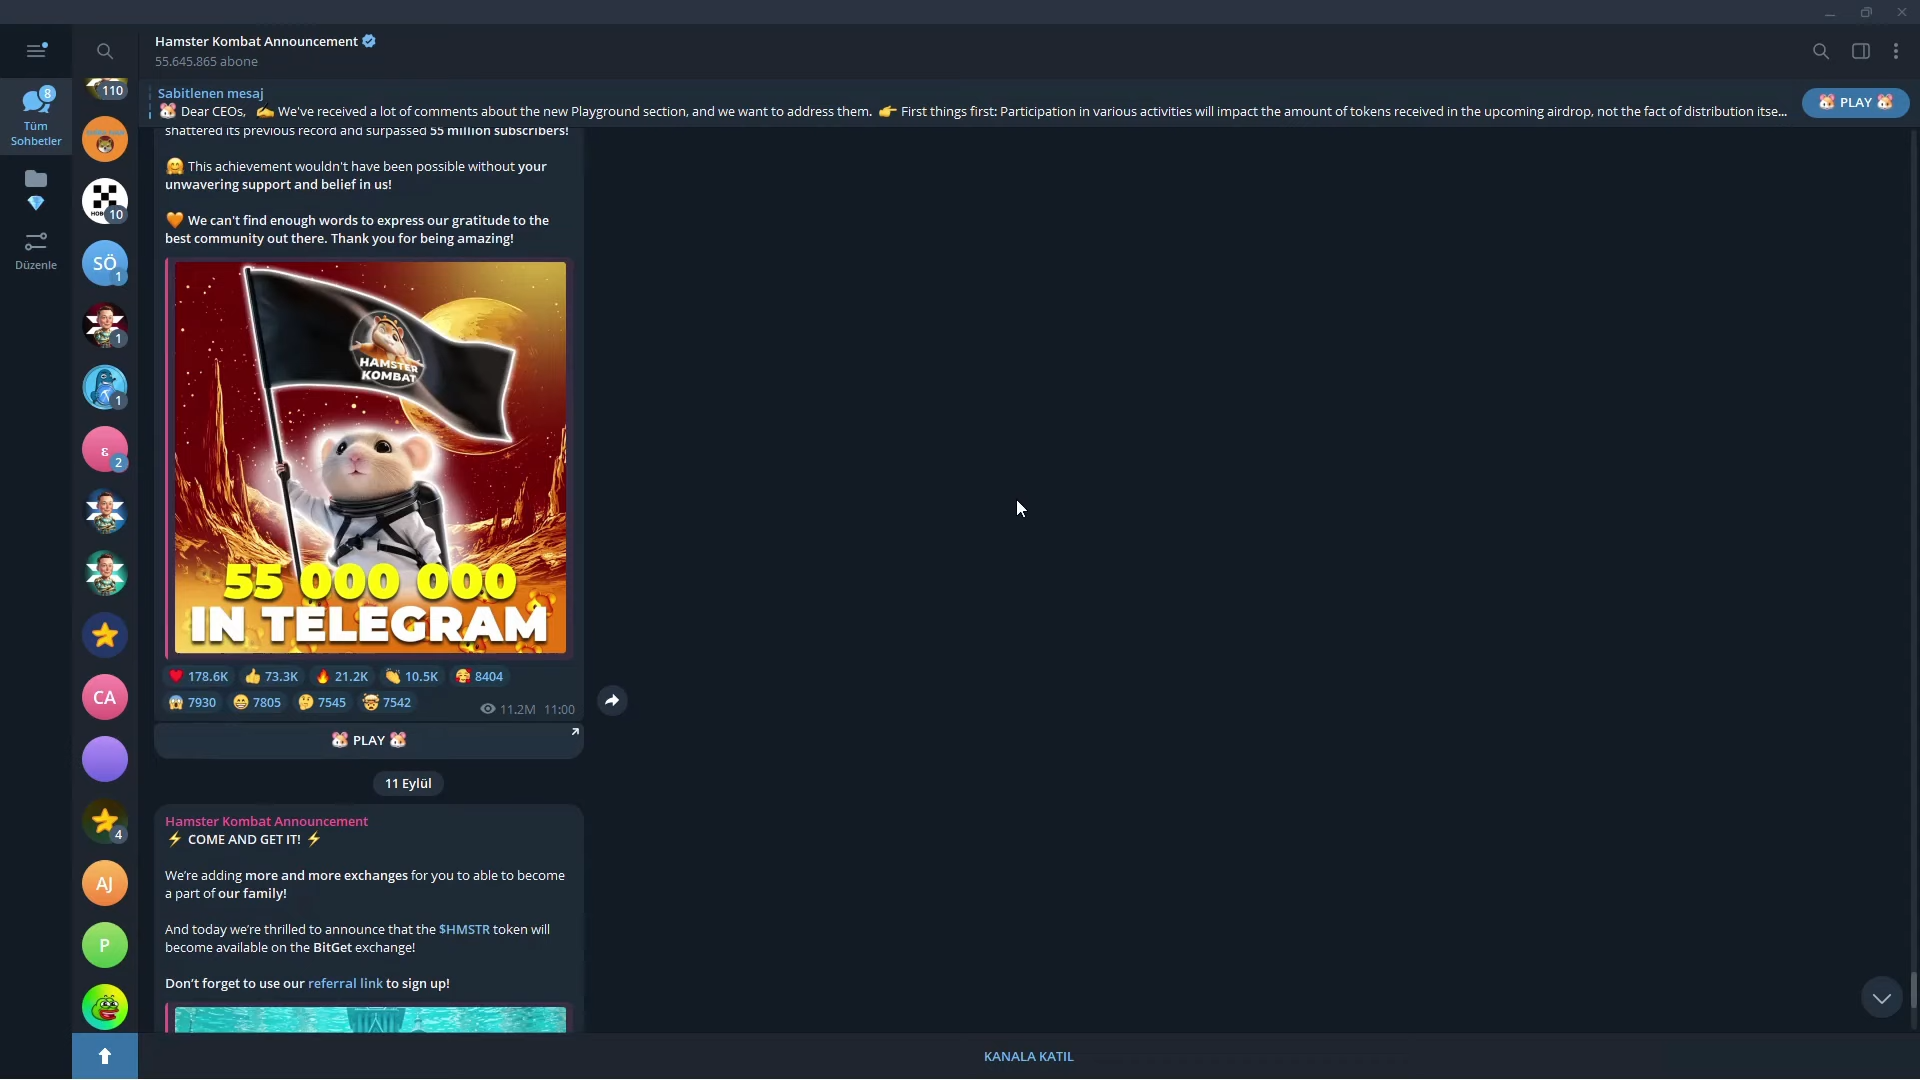 Hamster Kombat Announcement
55.645.865 abone
Sabitlenen mesaj
🐹 Dear CEOs, ✍️ We've received a lot of comments about the new Playground section, and we want to address them. 👉 First things first: Participation in various activities will impact the amount of tokens received in the upcoming airdrop, not the fact of distribution itse...
🐹 PLAY 🐹
110
8
Tüm
Sohbetler
10
SÖ
1
Düzenle
1
1
ε
2
CA
4
AJ
P
shattered its previous record and surpassed 55 million subscribers!
🤗 This achievement wouldn't have been possible without your
unwavering support and belief in us!
🧡 We can't find enough words to express our gratitude to the
best community out there. Thank you for being amazing!
HAMSTER
KOMBAT
55 000 000
IN TELEGRAM
❤️ 178.6K 👍 73.3K 🔥 21.2K 👏 10.5K 🥰 8404
😱 7930 😁 7805 🤔 7545 🤯 7542
11.2M 11:00
🐹 PLAY 🐹
11 Eylül
Hamster Kombat Announcement
⚡ COME AND GET IT! ⚡
We’re adding more and more exchanges for you to able to become
a part of our family!
And today we’re thrilled to announce that the $HMSTR token will
become available on the BitGet exchange!
Don’t forget to use our referral link to sign up!
KANALA KATIL